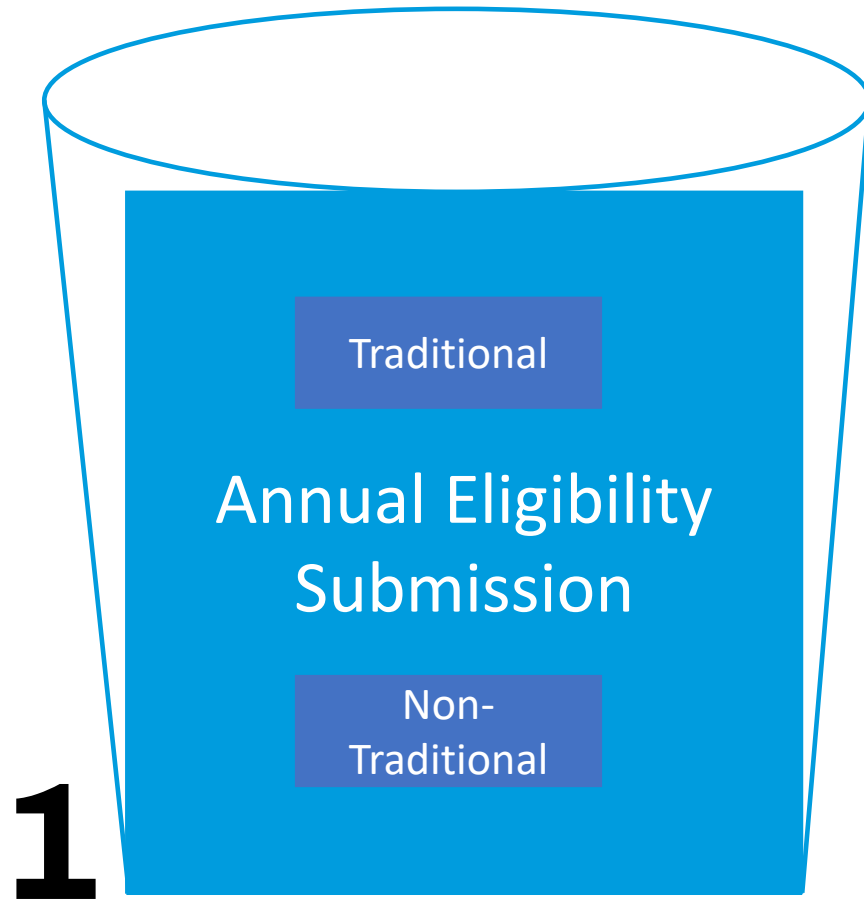 Traditional
Annual Eligibility
Submission
Non-
Traditional
1